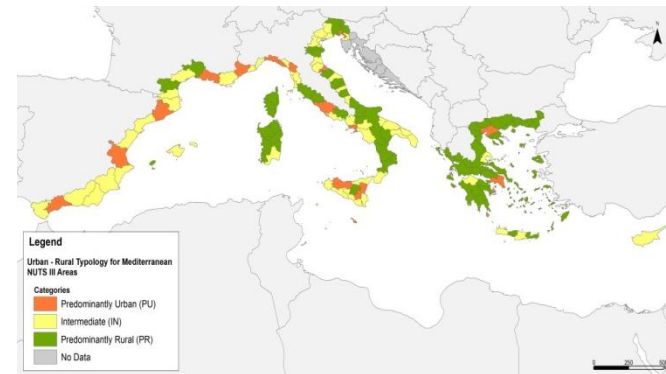 N
Legend
Urban - Rural Typology for Mediterranean
NUTS III Areas
Categories
Predominantly Urban (PU)
Intermediate (IN)
Predominantly Rural (PR)
No Data
0 250 500